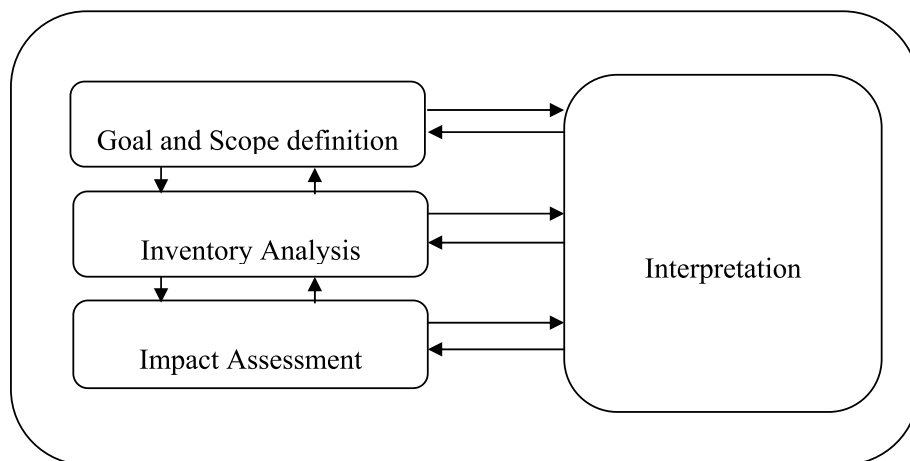 Goal and Scope definition
Inventory Analysis
Interpretation
Impact Assessment